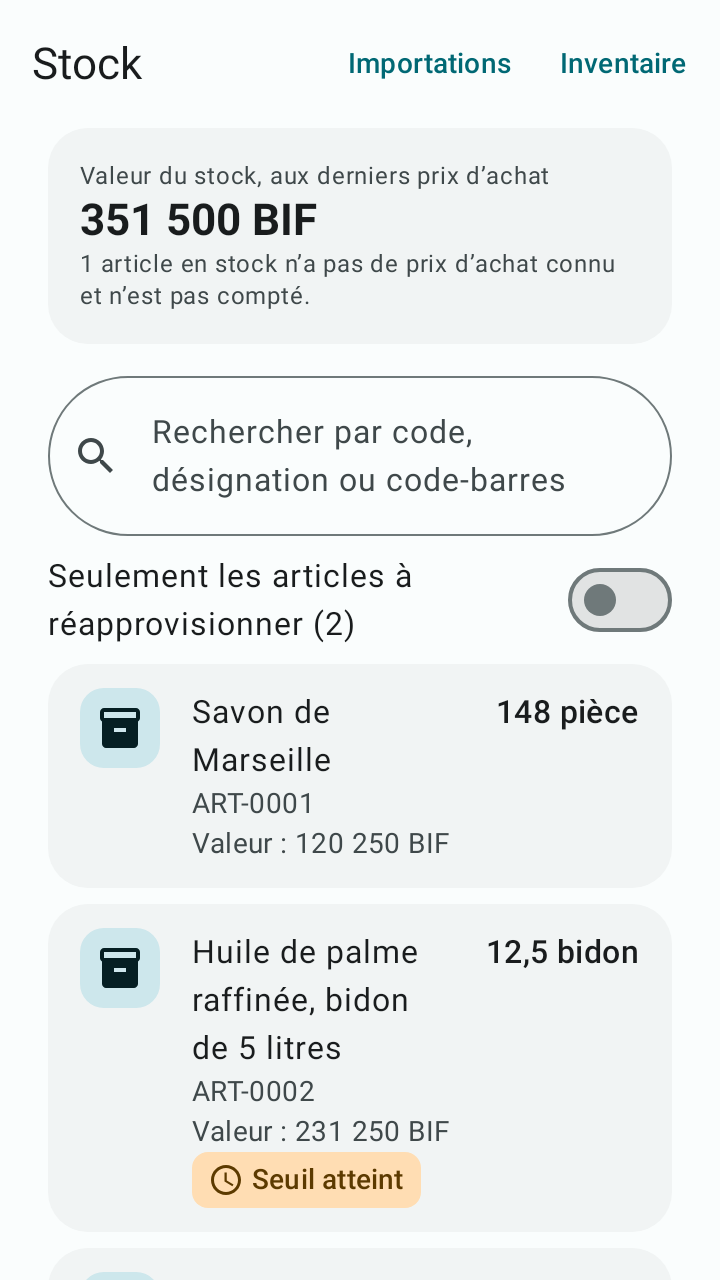 Stock
Importations
Inventaire
Valeur du stock, aux derniers prix d’achat
351 500 BIF
1 article en stock n’a pas de prix d’achat connu
et n’est pas compté.
Rechercher par code,
désignation ou code-barres
Seulement les articles à
réapprovisionner (2)
Savon de
Marseille
148 pièce
ART-0001
Valeur : 120 250 BIF
Huile de palme
raffinée, bidon
de 5 litres
12,5 bidon
ART-0002
Valeur : 231 250 BIF
Seuil atteint